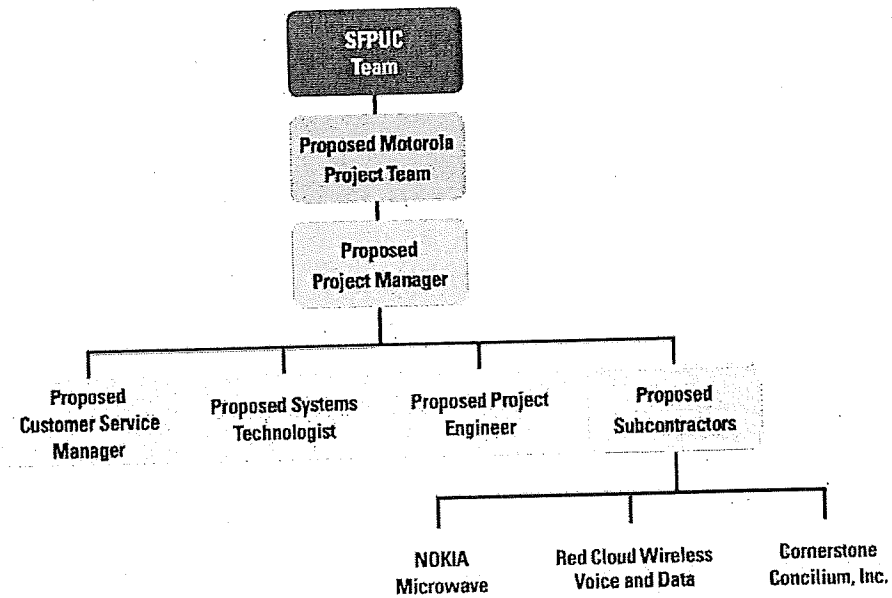 SFPUC
Team
Proposed Motorola
Project Team
Proposed
Project Manager
Proposed
Customer Service
Manager
Proposed Systems
Technologist
Proposed Project
Engineer
Proposed
Subcontractors
NOKIA
Microwave
Red Cloud Wireless
Voice and Data
Cornerstone
Concilium, Inc.